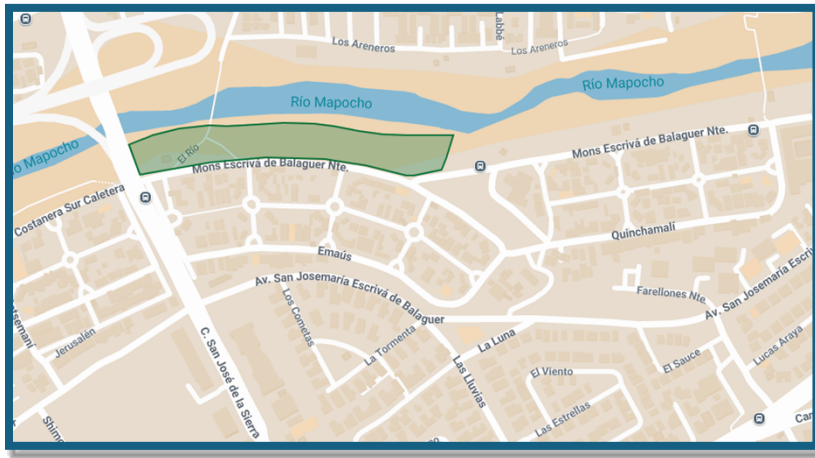 Los Areneros
Labbé
Los Areneros
Río Mapocho
Río Mapocho
Mons Escrivá de Balaguer Nte.
o Mapocho
El Río
Mons Escrivá de Balaguer Nte.
Costanera Sur Caletera
Quinchamalí
Emaús
Av. San Josemaría Escrivá de Balaguer
Farellones Nte.
Av. San Josemaría Escriv
Los Cometas
Jerusalén
La Tormenta
La Luna
C. San José de la Sierra
Las Lluvias
El Viento
El Sauce
Lucas Araya
Las Estrellas
Shimo
Car